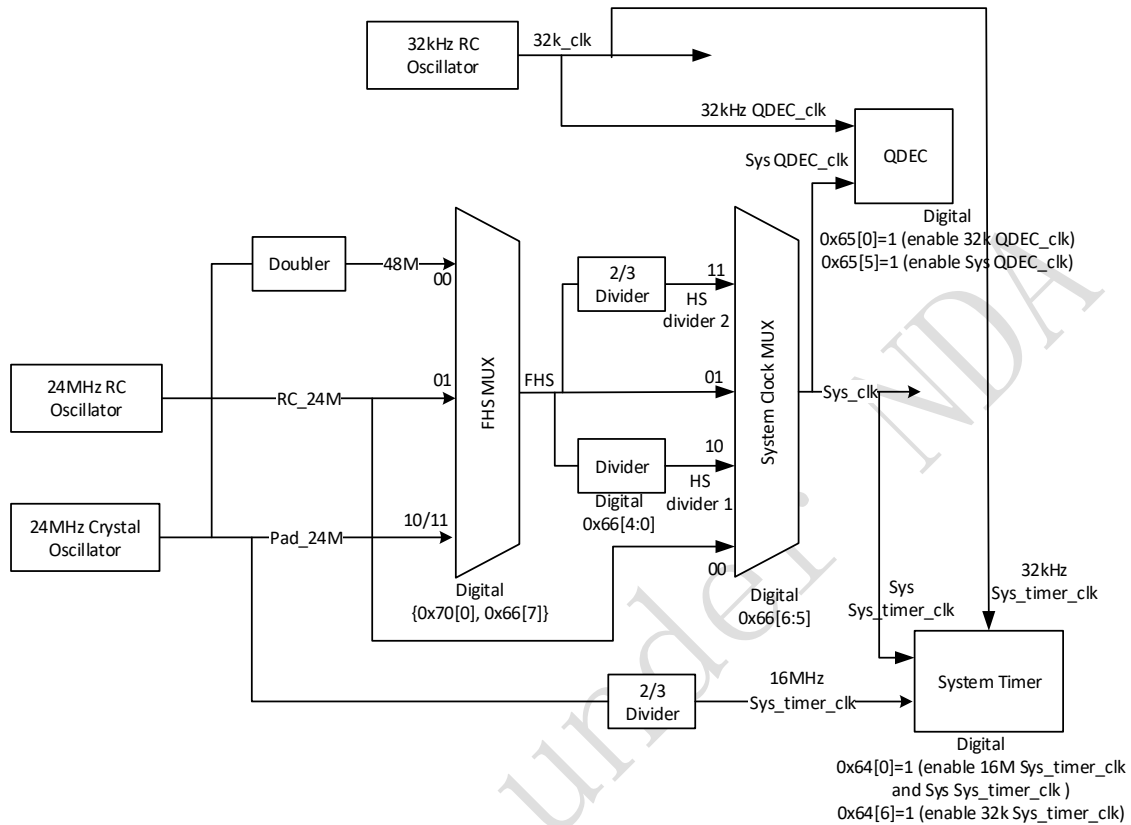 32kHz RC
Oscillator
32k_clk
32kHz QDEC_clk
Sys QDEC_clk
QDEC
Digital
0x65[0]=1 (enable 32k QDEC_clk)
0x65[5]=1 (enable Sys QDEC_clk)
Doubler
48M
00
2/3
Divider
11
HS
divider 2
24MHz RC
Oscillator
RC_24M
01
FHS MUX
FHS
01
System Clock MUX
Sys_clk
Divider
10
HS
divider 1
Digital
0x66[4:0]
24MHz Crystal
Oscillator
Pad_24M
10/11
Digital
{0x70[0], 0x66[7]}
00
Digital
0x66[6:5]
Sys
Sys_timer_clk
32kHz
Sys_timer_clk
2/3
Divider
16MHz
Sys_timer_clk
System Timer
Digital
0x64[0]=1 (enable 16M Sys_timer_clk
and Sys Sys_timer_clk )
0x64[6]=1 (enable 32k Sys_timer_clk)
under NDA